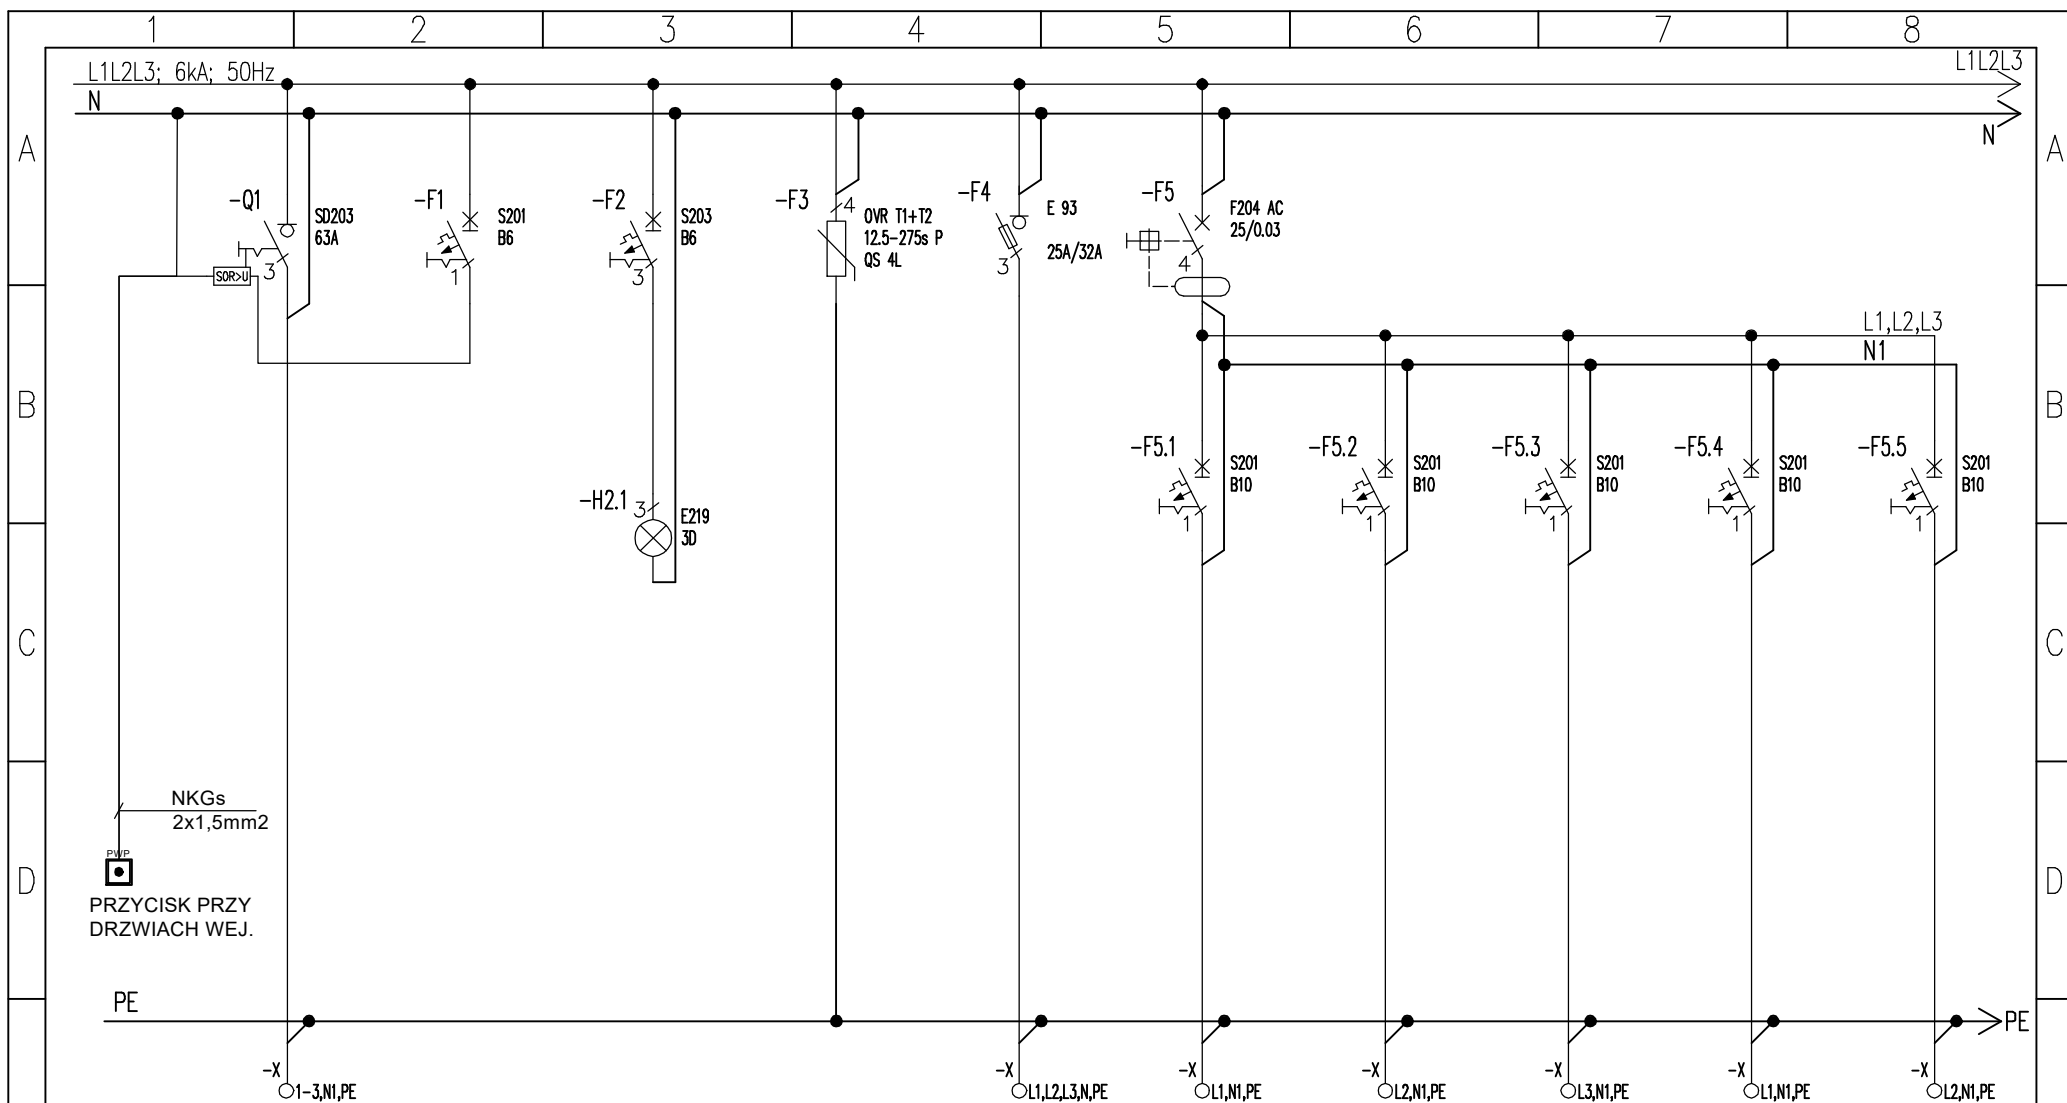 1 2 3 4 5 6 7 8
L1L2L3; 6kA; 50Hz
L1L2L3
N
N
A
A
-Q1
SD203
63A
3
SOR>U
-F1
S201
B6
1
-F2
S203
B6
3
-F3
4
OVR T1+T2
12.5-275s P
QS 4L
-F4
E 93
25A/32A
3
-F5
F204 AC
25/0.03
4
L1,L2,L3
N1
B
B
-H2.1
3
E219
3D
-F5.1
S201
B10
1
-F5.2
S201
B10
1
-F5.3
S201
B10
1
-F5.4
S201
B10
1
-F5.5
S201
B10
1
C
C
NKGs
2x1,5mm2
PWP
D
D
PRZYCISK PRZY
DRZWIACH WEJ.
PE
PE
-X
1-3,N1,PE
-X
L1,L2,L3,N,PE
-X
L1,N1,PE
-X
L2,N1,PE
-X
L3,N1,PE
-X
L1,N1,PE
-X
L2,N1,PE